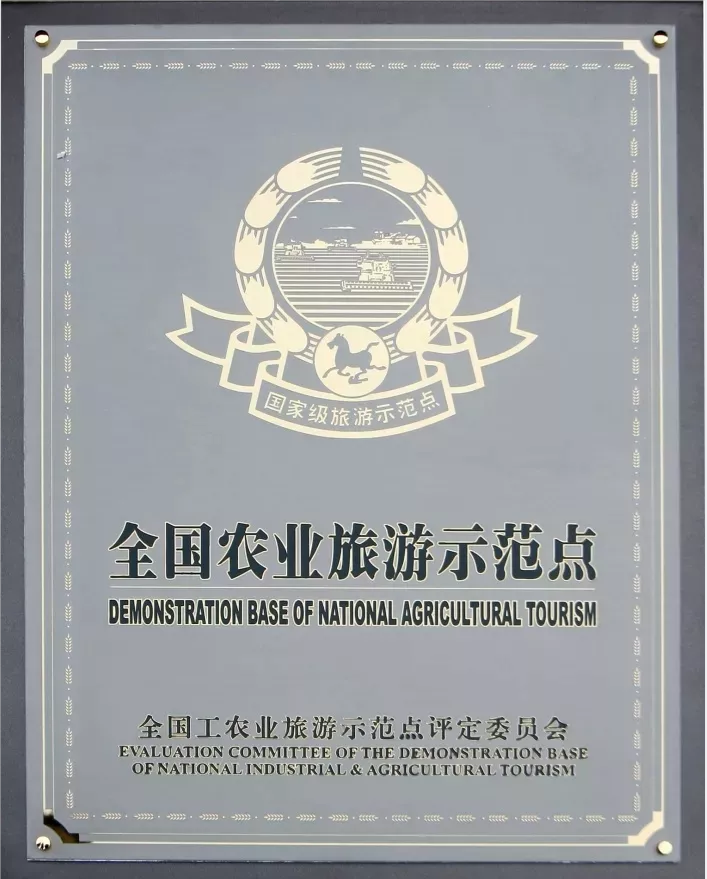 国家级旅游示范点
全国农业旅游示范点
DEMONSTRATION BASE OF NATIONAL AGRICULTURAL TOURISM
全国工农业旅游示范点评定委员会
EVALUATION COMMITTEE OF THE DEMONSTRATION BASE
OF NATIONAL INDUSTRIAL & AGRICULTURAL TOURISM